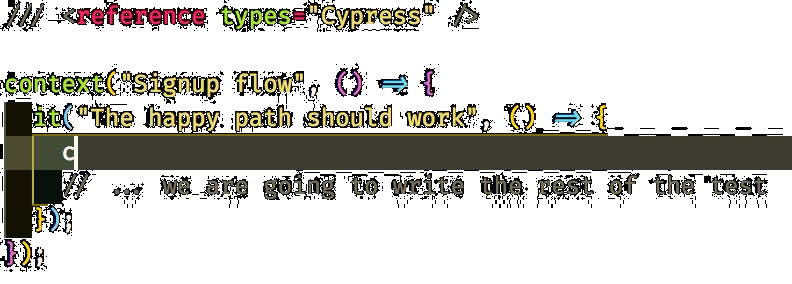 /// <reference types="Cypress" />
context("Signup flow", () => {
it("The happy path should work", () => {
c
// ... we are going to write the rest of the test
});
});